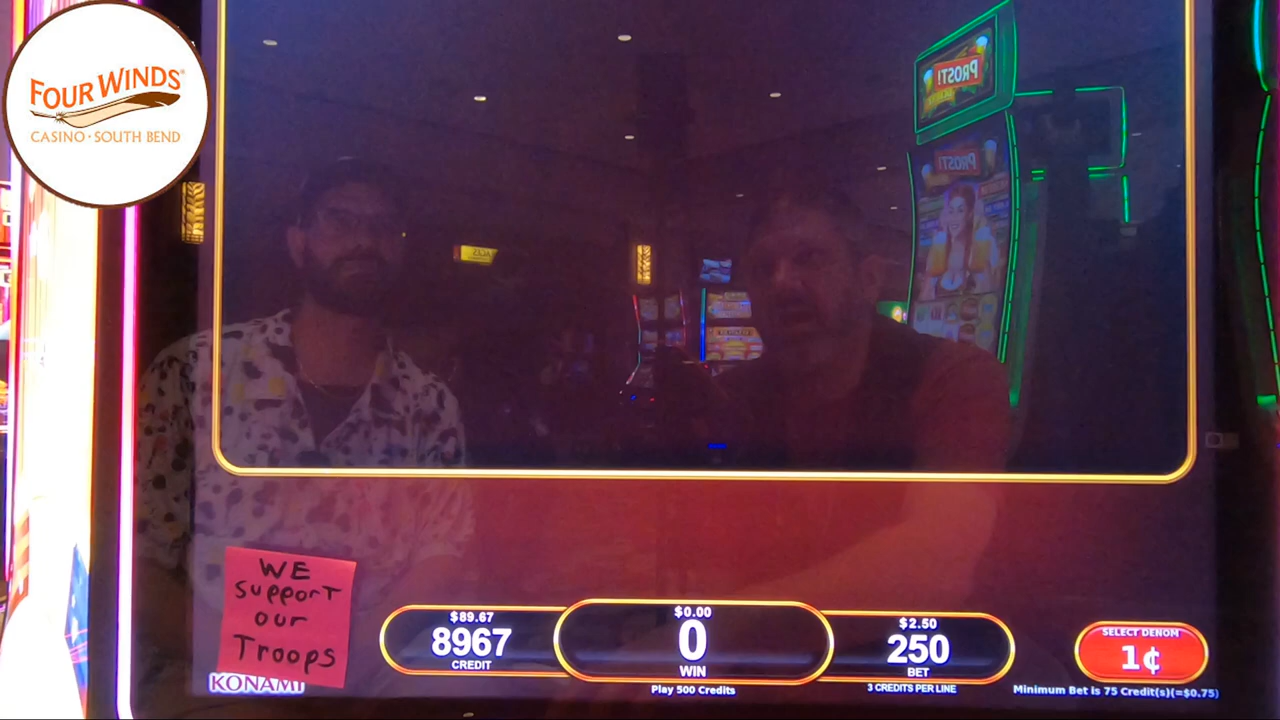 FOUR WINDS®
CASINO · SOUTH BEND
PROST!
PROST!
WE
Support
our
Troops
KONAMI
$89.67
8967
CREDIT
$0.00
0
WIN
Play 500 Credits
$2.50
250
BET
3 CREDITS PER LINE
SELECT DENOM
1¢
Minimum Bet is 75 Credit(s)(=$0.75)